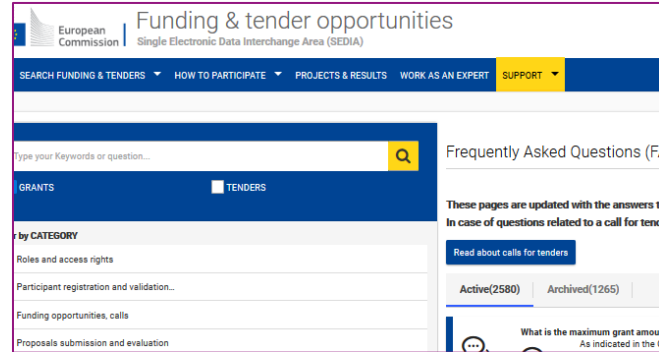 European
Commission
Funding & tender opportunities
Single Electronic Data Interchange Area (SEDIA)
SEARCH FUNDING & TENDERS HOW TO PARTICIPATE PROJECTS & RESULTS WORK AS AN EXPERT SUPPORT
Type your Keywords or question...
GRANTS TENDERS
by CATEGORY
Roles and access rights
Participant registration and validation...
Funding opportunities, calls
Proposals submission and evaluation
Frequently Asked Questions
These pages are updated with the answers
In case of questions related to a call for
Read about calls for tenders
Active(2580) Archived(1265)
What is the maximum grant
As indicated in the